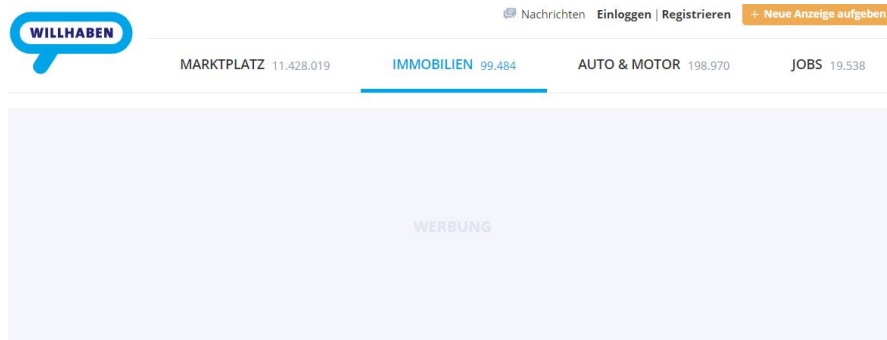 Nachrichten Einloggen | Registrieren + Neue Anzeige aufgeben
WILLHABEN
MARKTPLATZ 11.428.019 IMMOBILIEN 99.484 AUTO & MOTOR 198.970 JOBS 19.538
WERBUNG